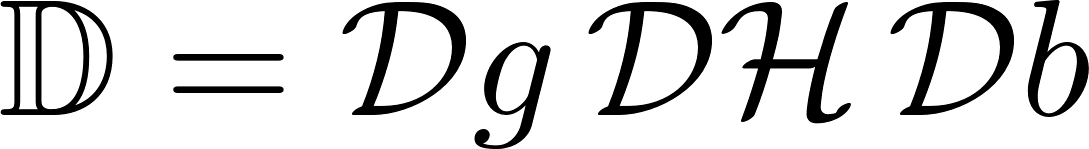 𝔻 = 𝒟g 𝒟ℋ 𝒟b